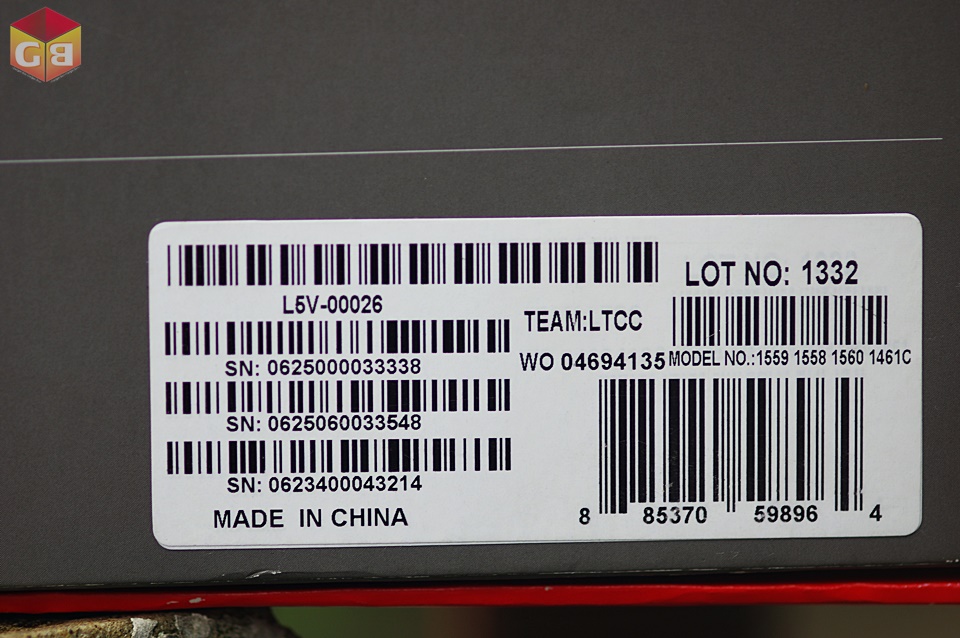 GB
LOT NO: 1332
L5V-00026
TEAM:LTCC
SN: 0625000033338
WO 04694135
MODEL NO.:1559 1558 1560 1461C
SN: 0625060033548
SN: 0623400043214
MADE IN CHINA
8 85370 59896 4